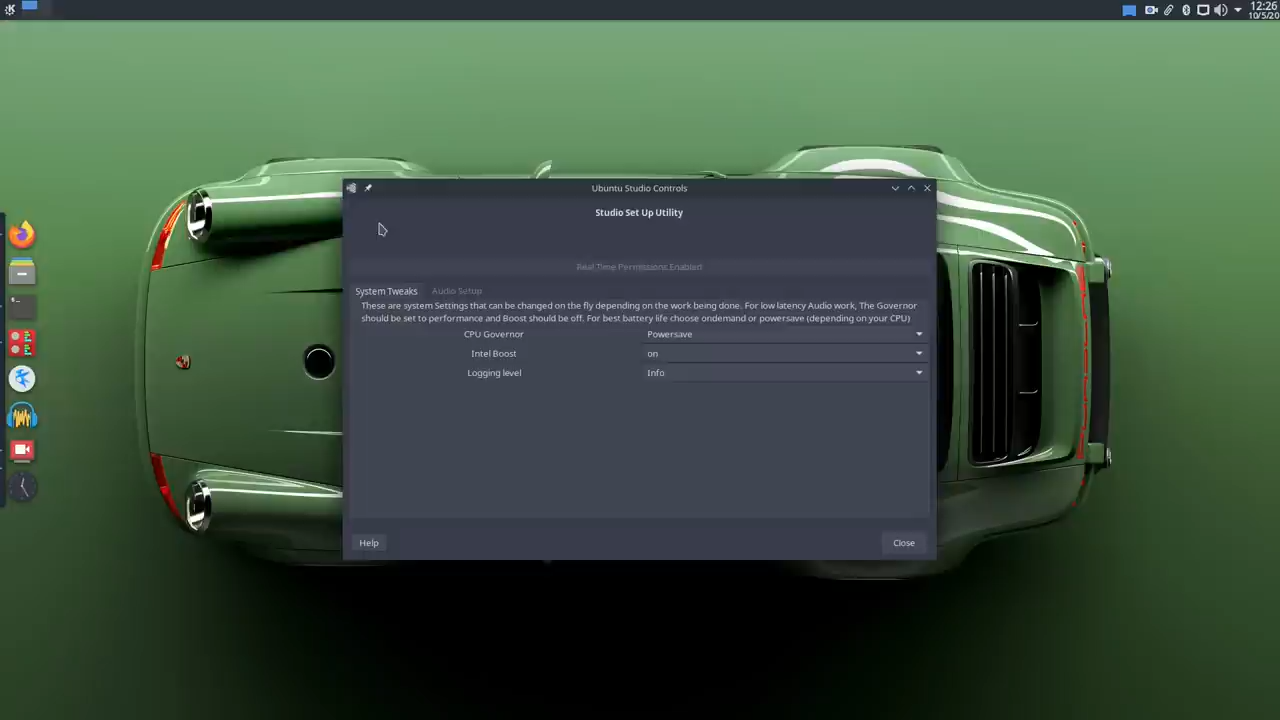 12:26
10/5/20
Ubuntu Studio Controls
Studio Set Up Utility
Real Time Permissions Enabled
System Tweaks Audio Setup
These are system Settings that can be changed on the fly depending on the work being done. For low latency Audio work, The Governor
should be set to performance and Boost should be off. For best battery life choose ondemand or powersave (depending on your CPU)
CPU Governor Powersave
Intel Boost on
Logging level Info
Help Close